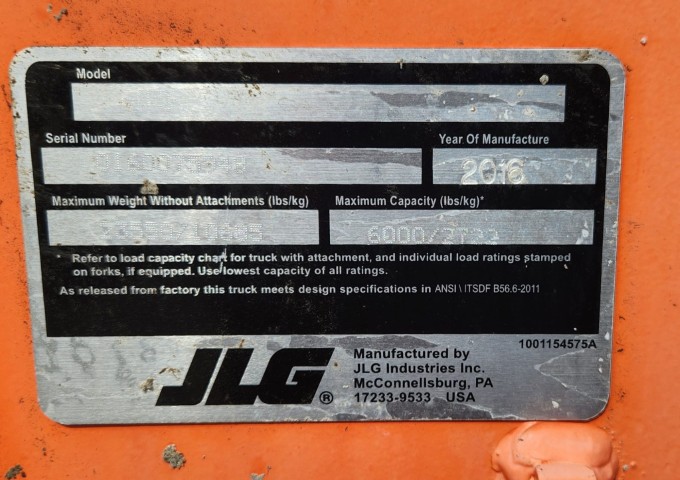 Model
Serial Number
Year Of Manufacture
2016
Maximum Weight Without Attachments (lbs/kg)
Maximum Capacity (lbs/kg)*
6000/2722
Refer to load capacity chart for truck with attachment, and individual load ratings stamped
on forks, if equipped. Use lowest capacity of all ratings.
As released from factory this truck meets design specifications in ANSI \ ITSDF B56.6-2011
1001154575A
JLG®
Manufactured by
JLG Industries Inc.
McConnellsburg, PA
17233-9533 USA